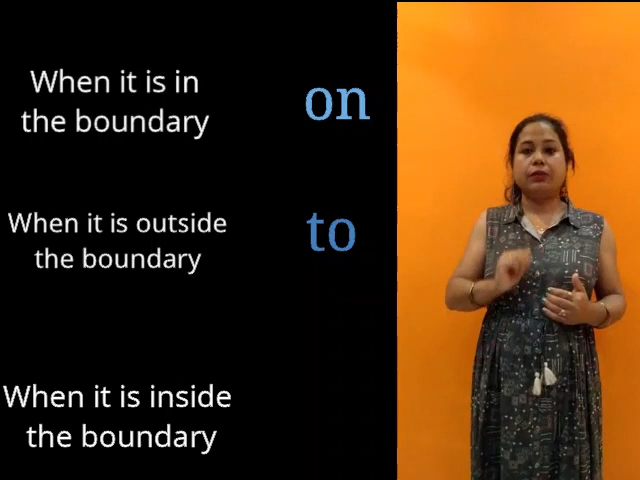 When it is in
the boundary
on
When it is outside
the boundary
to
When it is inside
the boundary